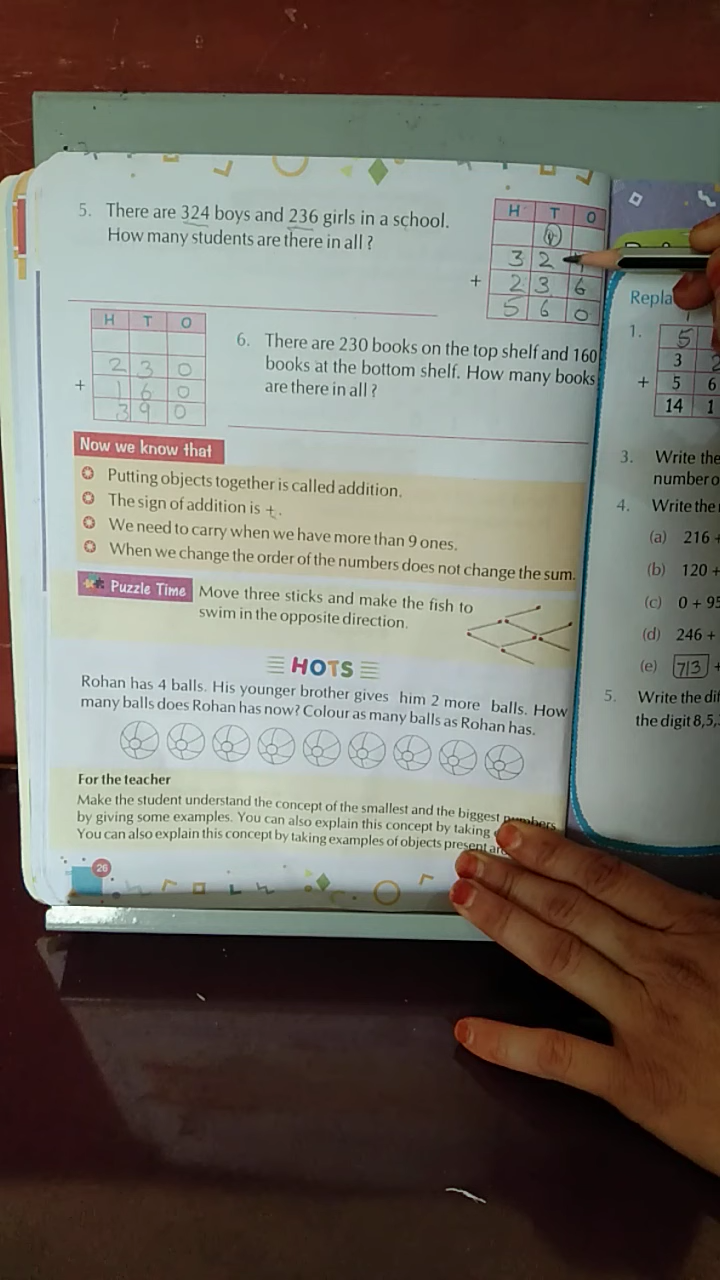 5. There are 324 boys and 236 girls in a school.
How many students are there in all ?
H T O
1
3 2
+ 2 3 6
5 6 0
H T O
2 3 0
+ 1 6 0
3 9 0
6. There are 230 books on the top shelf and 160
books at the bottom shelf. How many books
are there in all ?
Now we know that
Putting objects together is called addition.
The sign of addition is +.
We need to carry when we have more than 9 ones.
When we change the order of the numbers does not change the sum.
Puzzle Time
Move three sticks and make the fish to
swim in the opposite direction.
HOTS
Rohan has 4 balls. His younger brother gives him 2 more balls. How
many balls does Rohan has now? Colour as many balls as Rohan has.
For the teacher
Make the student understand the concept of the smallest and the biggest numbers
by giving some examples. You can also explain this concept by taking
You can also explain this concept by taking examples of objects present
26
1.
5
3 2
+ 5 6
14 1
3. Write the
number o
4. Write the
(a) 216 +
(b) 120 +
(c) 0 + 95
(d) 246 +
(e) 713 +
5. Write the
the digit 8,5,